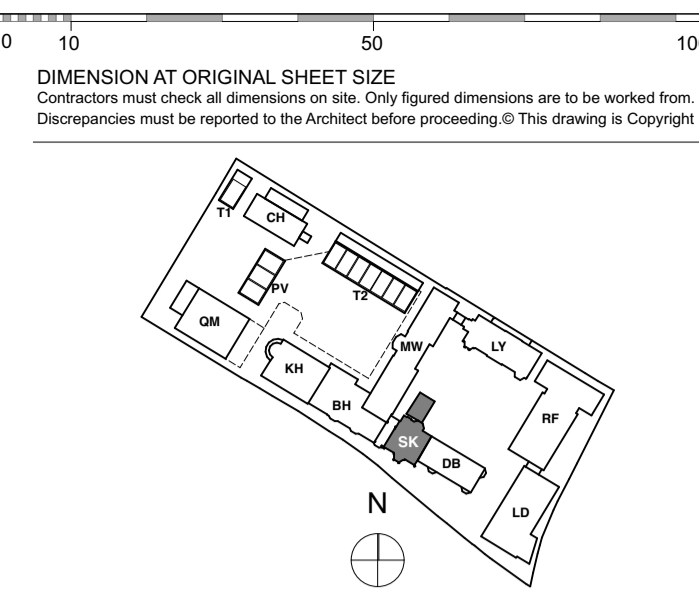 0 10 50 10
DIMENSION AT ORIGINAL SHEET SIZE
Contractors must check all dimensions on site. Only figured dimensions are to be worked from.
Discrepancies must be reported to the Architect before proceeding.© This drawing is Copyright
T1
CH
PV
T2
QM
MW
LY
KH
BH
RF
SK
DB
LD
N